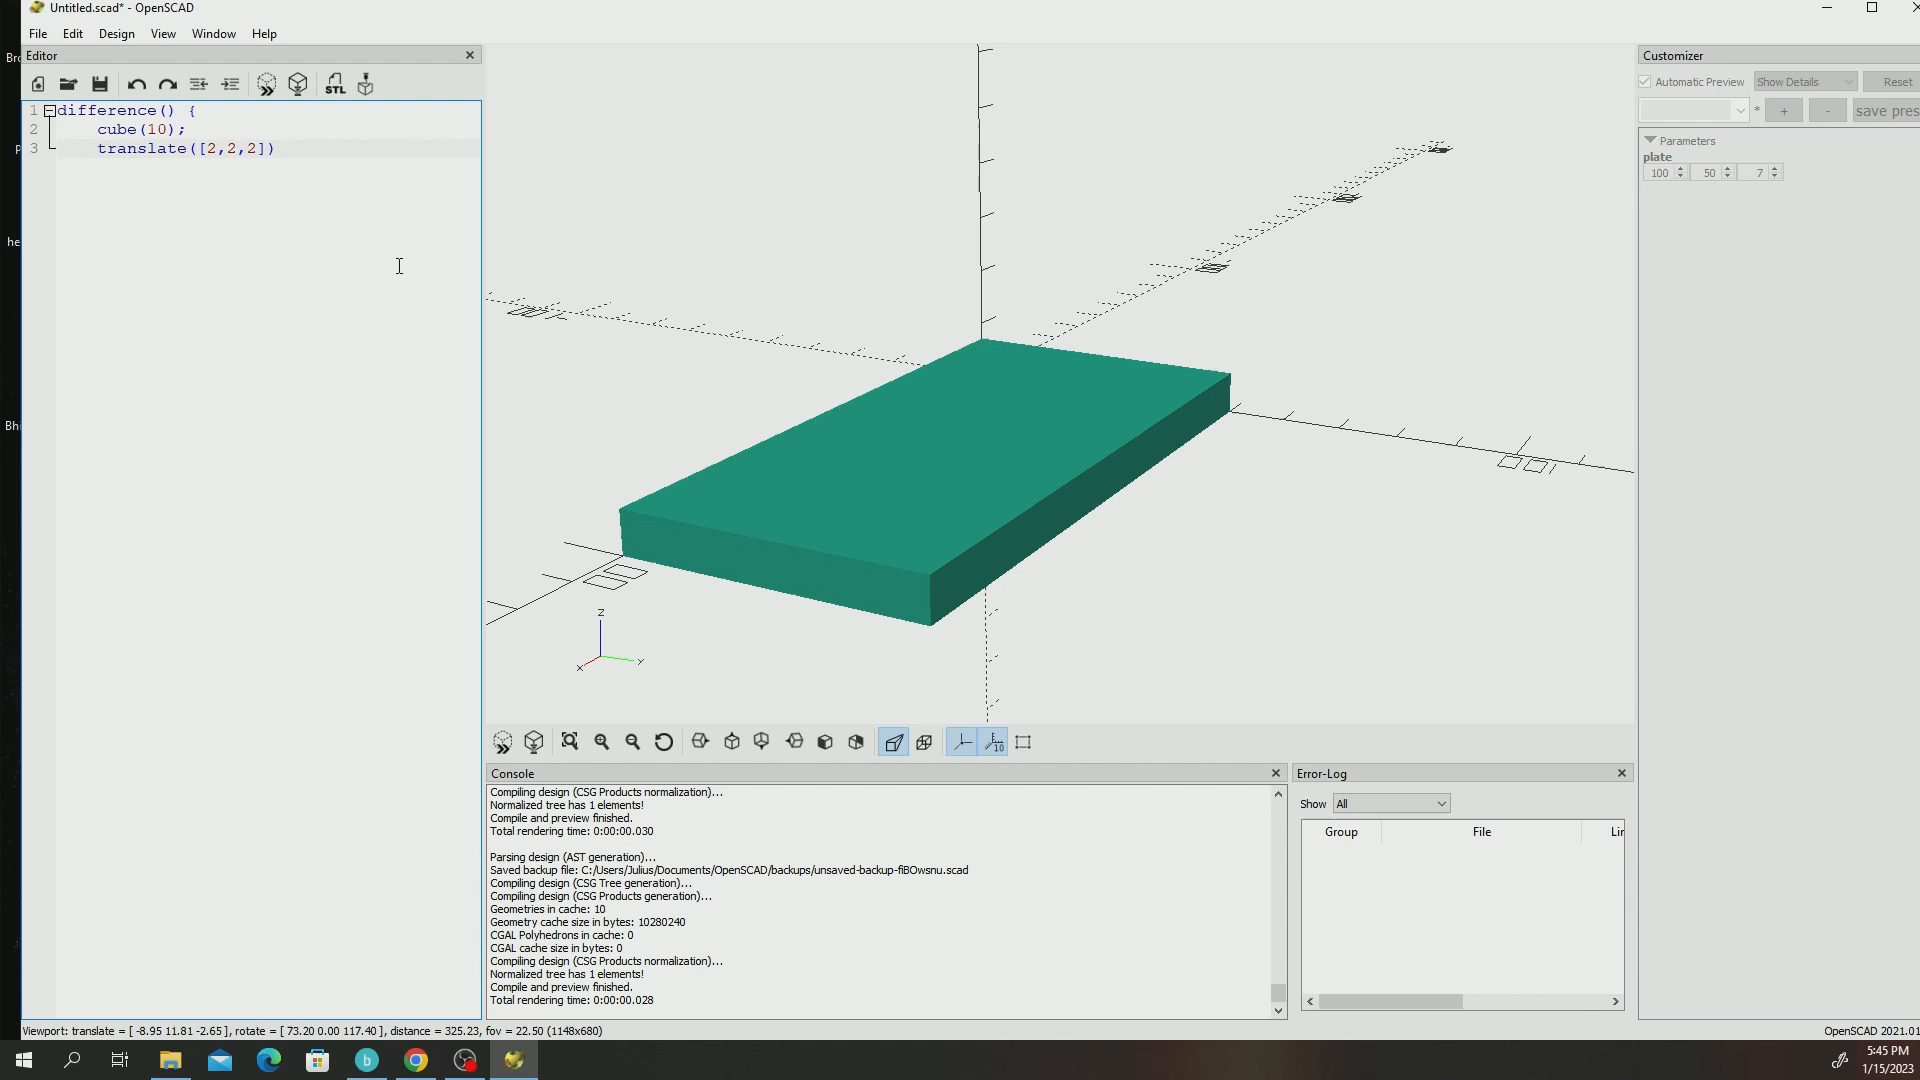 Untitled.scad* - OpenSCAD
File Edit Design View Window Help
Editor
STL
1 difference() {
2 cube(10);
3 translate([2,2,2])
Customizer
Automatic Preview Show Details Reset
* + - save pres
Parameters
plate
100 50 7
Bro
P
he
Bhi
Z
X Y
10
Console
Compiling design (CSG Products normalization)...
Normalized tree has 1 elements!
Compile and preview finished.
Total rendering time: 0:00:00.030
Parsing design (AST generation)...
Saved backup file: C:/Users/Julius/Documents/OpenSCAD/backups/unsaved-backup-fiBOwsnu.scad
Compiling design (CSG Tree generation)...
Compiling design (CSG Products generation)...
Geometries in cache: 10
Geometry cache size in bytes: 10280240
CGAL Polyhedrons in cache: 0
CGAL cache size in bytes: 0
Compiling design (CSG Products normalization)...
Normalized tree has 1 elements!
Compile and preview finished.
Total rendering time: 0:00:00.028
Error-Log
Show All
Group File Lin
Viewport: translate = [ -8.95 11.81 -2.65 ], rotate = [ 73.20 0.00 117.40 ], distance = 325.23, fov = 22.50 (1148x680)
OpenSCAD 2021.01
b
5:45 PM
1/15/2023